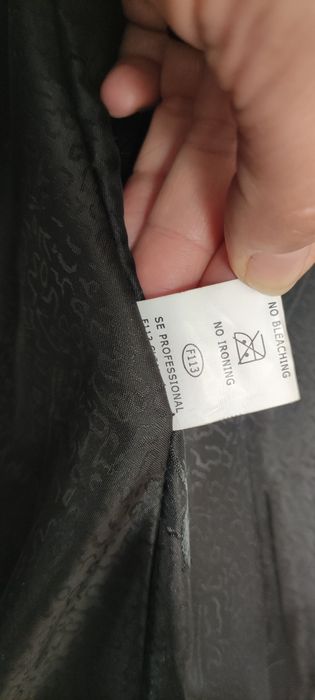 NO BLEACHING
NO IRONING
F113
SE PROFESSIONAL